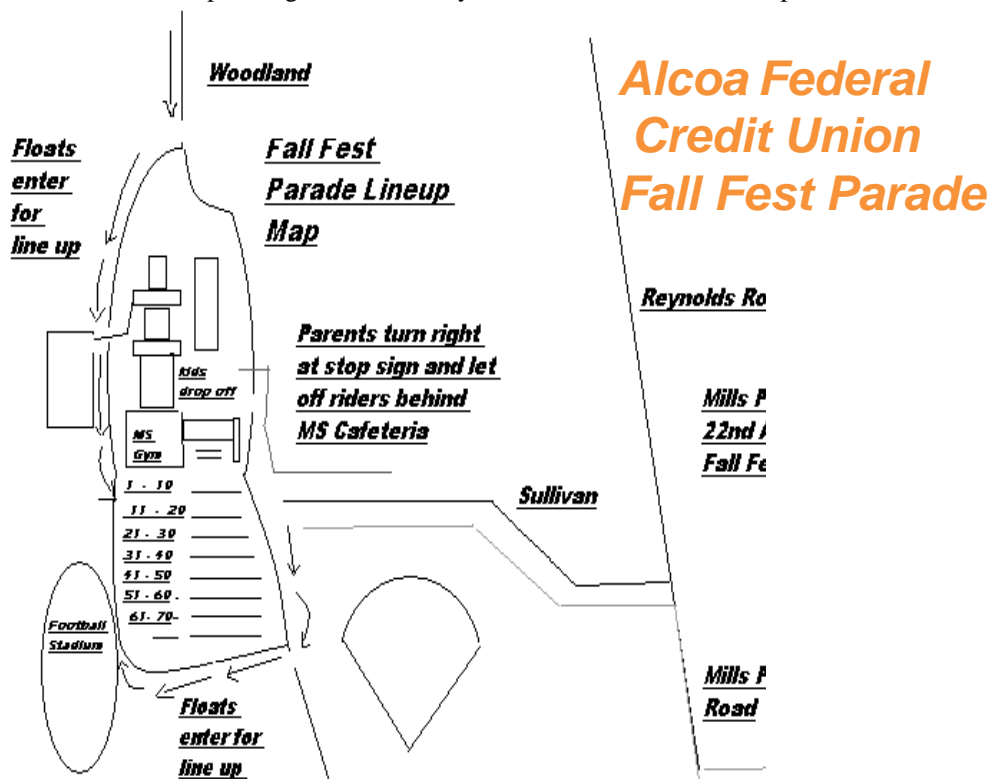 Woodland
Alcoa Federal
Credit Union
Fall Fest Parade
Floats
enter
for
line up
Fall Fest
Parade Lineup
Map
Reynolds Ro
Parents turn right
at stop sign and let
off riders behind
MS Cafeteria
kids
drop off
Mills P
22nd A
Fall Fe
MS
Gym
1 - 10
11 - 20
21 - 30
31 - 40
41 - 50
51 - 60
61 - 70
Sullivan
Football
Stadium
Mills P
Road
Floats
enter for
line up